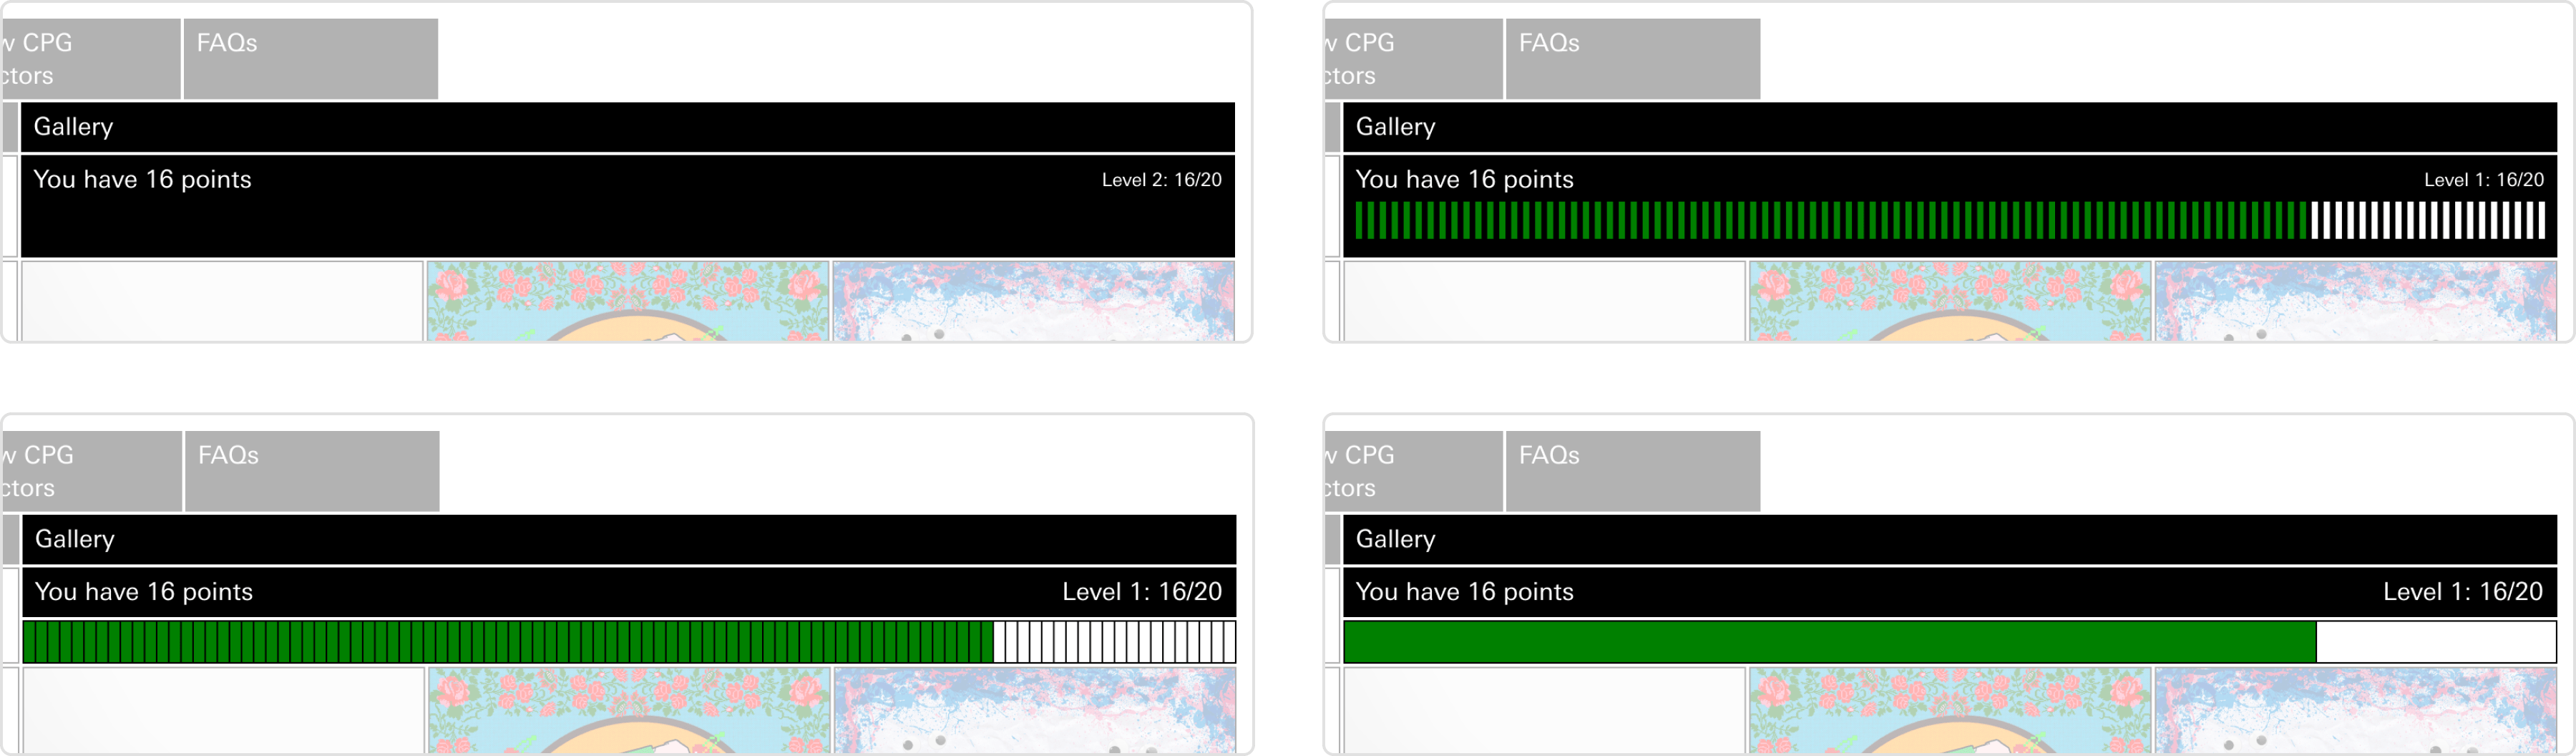 w CPG
ctors
FAQs
Gallery
You have 16 points
Level 2: 16/20
w CPG
ctors
FAQs
Gallery
You have 16 points
Level 1: 16/20
w CPG
ctors
FAQs
Gallery
You have 16 points
Level 1: 16/20
w CPG
ctors
FAQs
Gallery
You have 16 points
Level 1: 16/20